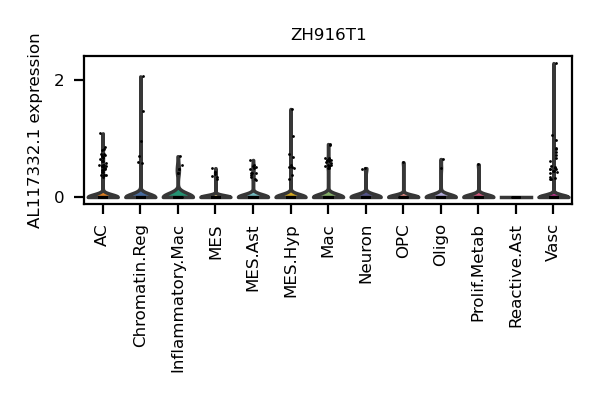 ZH916T1
AL117332.1 expression
2
0
AC
Chromatin.Reg
Inflammatory.Mac
MES
MES.Ast
MES.Hyp
Mac
Neuron
OPC
Oligo
Prolif.Metab
Reactive.Ast
Vasc